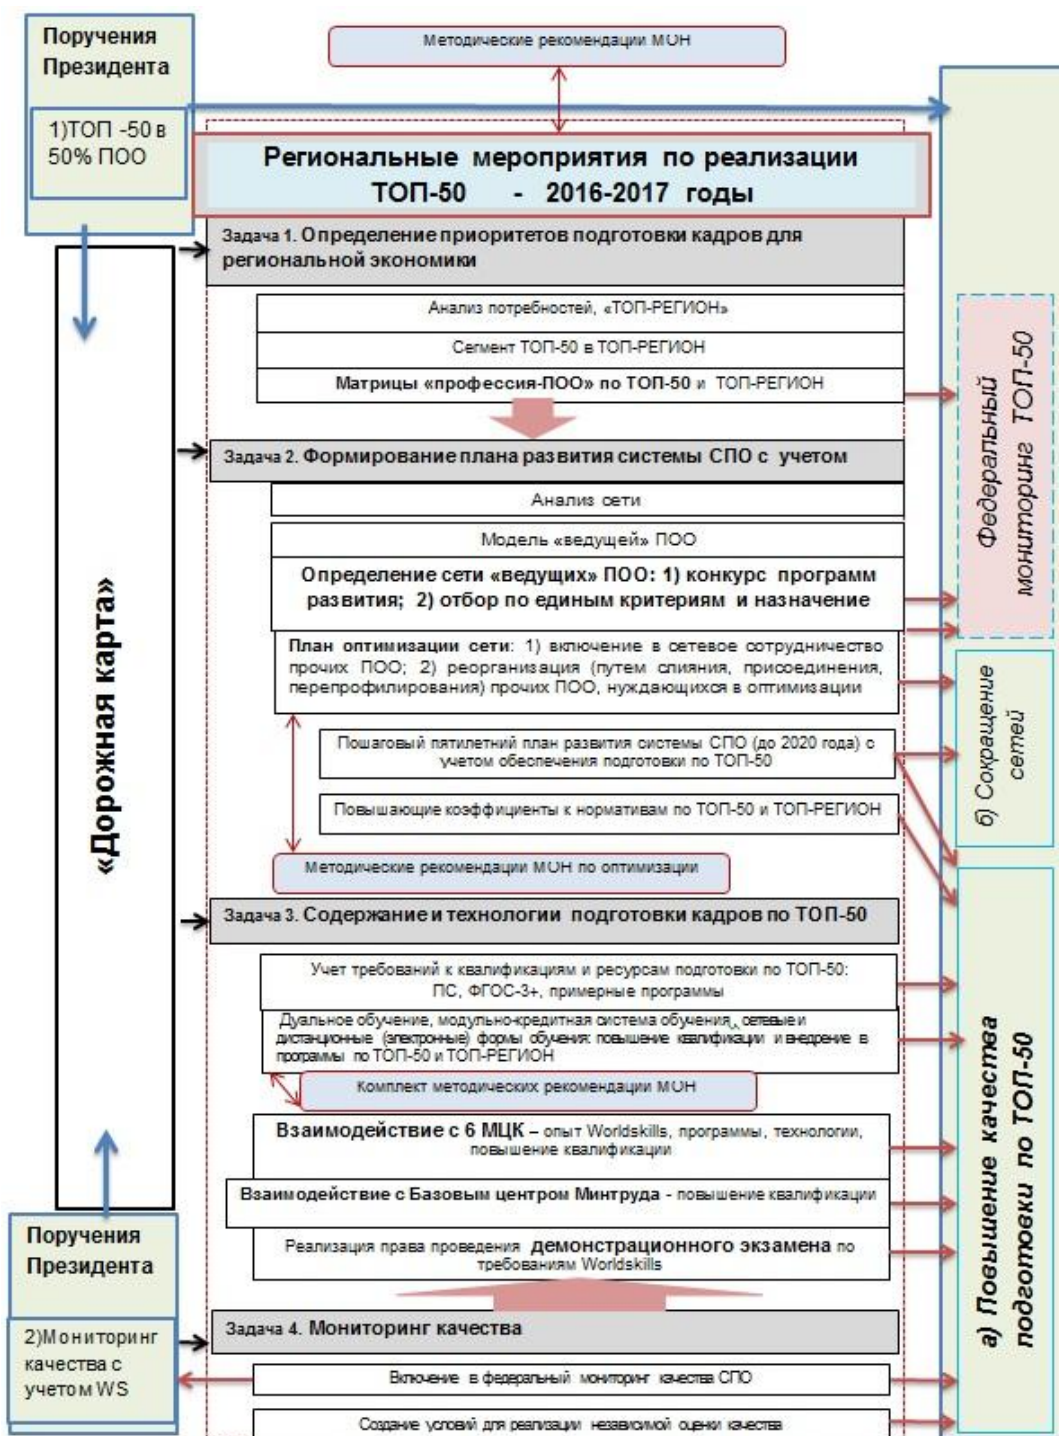 Поручения
Президента
1)ТОП -50 в
50% ПОО
Методические рекомендации МОН
Региональные мероприятия по реализации
ТОП-50 - 2016-2017 годы
Задача 1. Определение приоритетов подготовки кадров для
региональной экономики
Анализ потребностей, «ТОП-РЕГИОН»
Сегмент ТОП-50 в ТОП-РЕГИОН
Матрицы «профессия-ПОО» по ТОП-50 и ТОП-РЕГИОН
Задача 2. Формирование плана развития системы СПО с учетом
Анализ сети
Модель «ведущей» ПОО
Определение сети «ведущих» ПОО: 1) конкурс программ
развития; 2) отбор по единым критериям и назначение
План оптимизации сети: 1) включение в сетевое сотрудничество
прочих ПОО; 2) реорганизация (путем слияния, присоединения,
перепрофилирования) прочих ПОО, нуждающихся в оптимизации
Пошаговый пятилетний план развития системы СПО (до 2020 года) с
учетом обеспечения подготовки по ТОП-50
Повышающие коэффициенты к нормативам по ТОП-50 и ТОП-РЕГИОН
Методические рекомендации МОН по оптимизации
Задача 3. Содержание и технологии подготовки кадров по ТОП-50
Учет требований к квалификациям и ресурсам подготовки по ТОП-50:
ПС, ФГОС-3+, примерные программы
Дуальное обучение, модульно-кредитная система обучения, сетевые и
дистанционные (электронные) формы обучения: повышение квалификации и внедрение в
программы по ТОП-50 и ТОП-РЕГИОН
Комплект методических рекомендации МОН
Взаимодействие с 6 МЦК – опыт Worldskills, программы, технологии,
повышение квалификации
Взаимодействие с Базовым центром Минтруда - повышение квалификации
Реализация права проведения демонстрационного экзамена по
требованиям Worldskills
Задача 4. Мониторинг качества
Включение в федеральный мониторинг качества СПО
Создание условий для реализации независимой оценки качества
«Дорожная карта»
Поручения
Президента
2)Мониторинг
качества с
учетом WS
Федеральный
мониторинг ТОП-50
б) Сокращение
сетей
а) Повышение качества
подготовки по ТОП-50